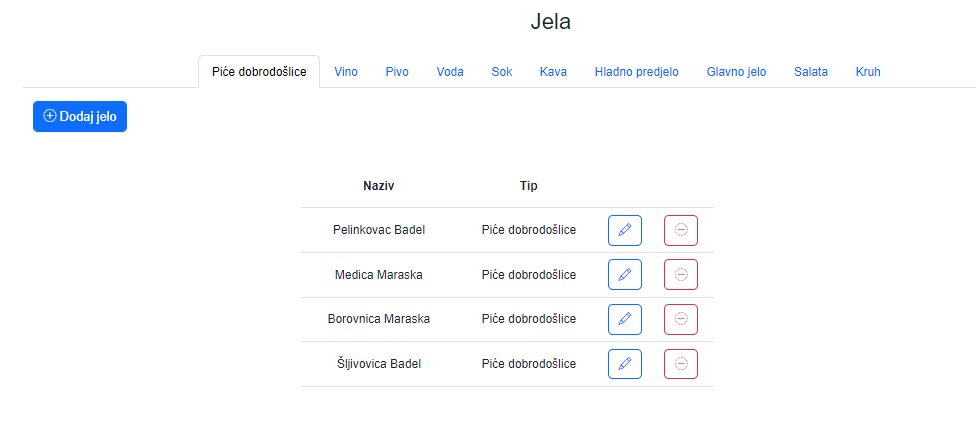 Jela
Piće dobrodošlice Vino Pivo Voda Sok Kava Hladno predjelo Glavno jelo Salata Kruh
Dodaj jelo
Naziv Tip
Pelinkovac Badel Piće dobrodošlice
Medica Maraska Piće dobrodošlice
Borovnica Maraska Piće dobrodošlice
Šljivovica Badel Piće dobrodošlice